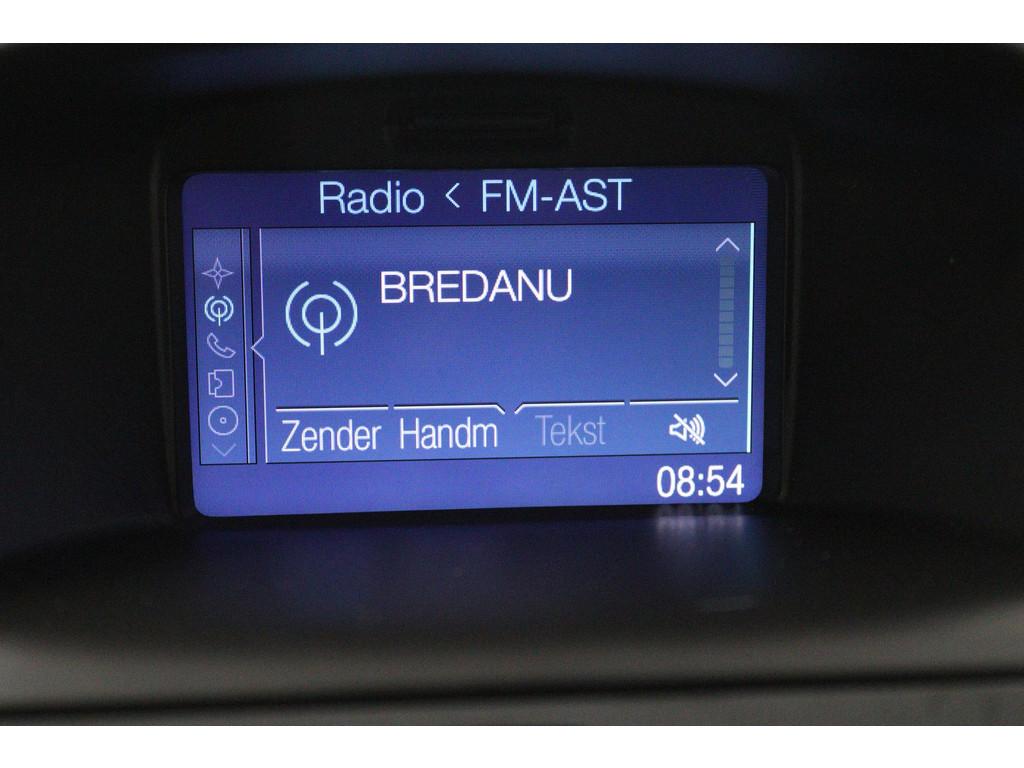 Radio < FM-AST
BREDANU
Zender Handm Tekst
08:54